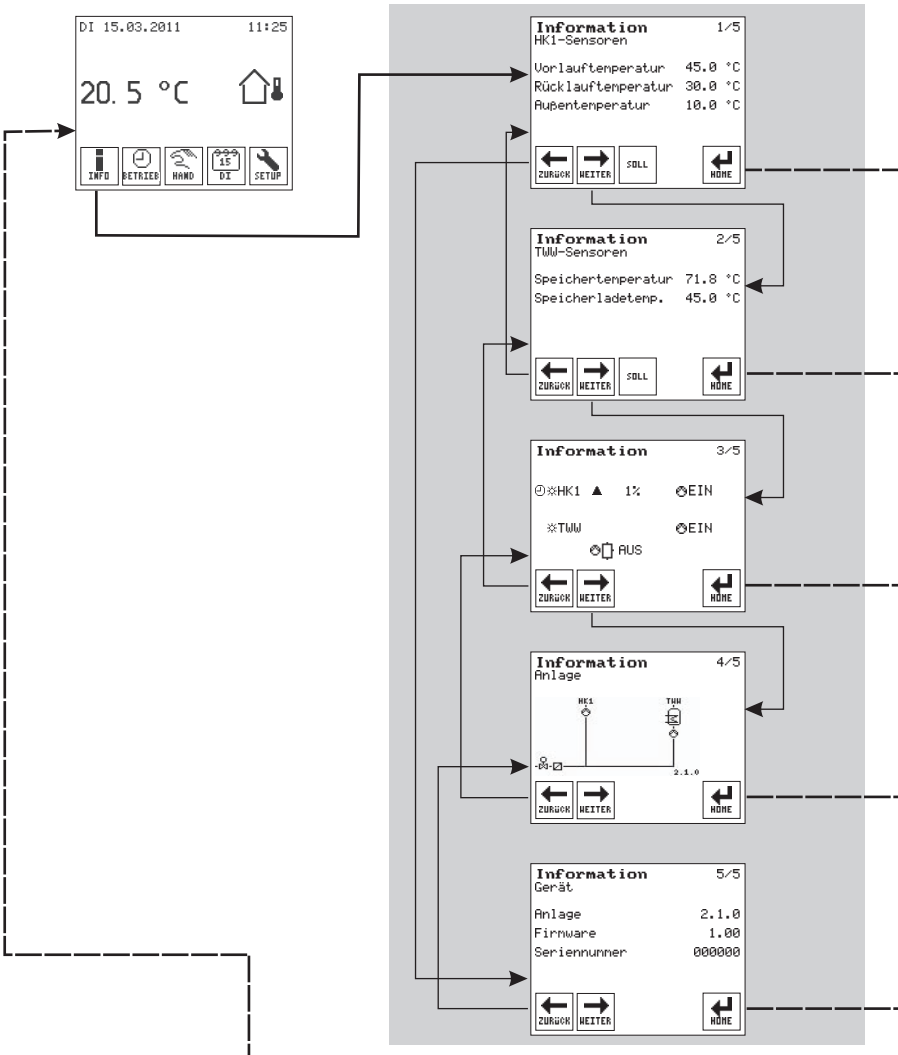 DI 15.03.2011 11:25
20.5 °C
INFO BETRIEB HAND 15 DI SETUP
Information 1/5
HK1-Sensoren
Vorlauftemperatur 45.0 °C
Rücklauftemperatur 30.0 °C
Außentemperatur 10.0 °C
ZURüCK WEITER SOLL HOME
Information 2/5
TWW-Sensoren
Speichertemperatur 71.8 °C
Speicherladetemp. 45.0 °C
ZURüCK WEITER SOLL HOME
Information 3/5
HK1 1% EIN
TWW EIN
AUS
ZURüCK WEITER HOME
Information 4/5
Anlage
HK1 TWW
2.1.0
ZURüCK WEITER HOME
Information 5/5
Gerät
Anlage 2.1.0
Firmware 1.00
Seriennummer 000000
ZURüCK WEITER HOME